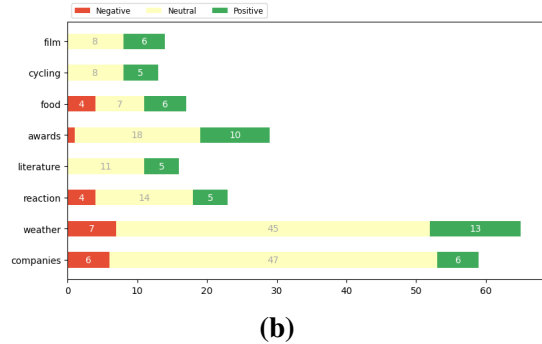 Negative Neutral Positive
film 8 6
cycling 8 5
food 4 7 6
awards 18 10
literature 11 5
reaction 4 14 5
weather 7 45 13
companies 6 47 6
0 10 20 30 40 50 60
(b)